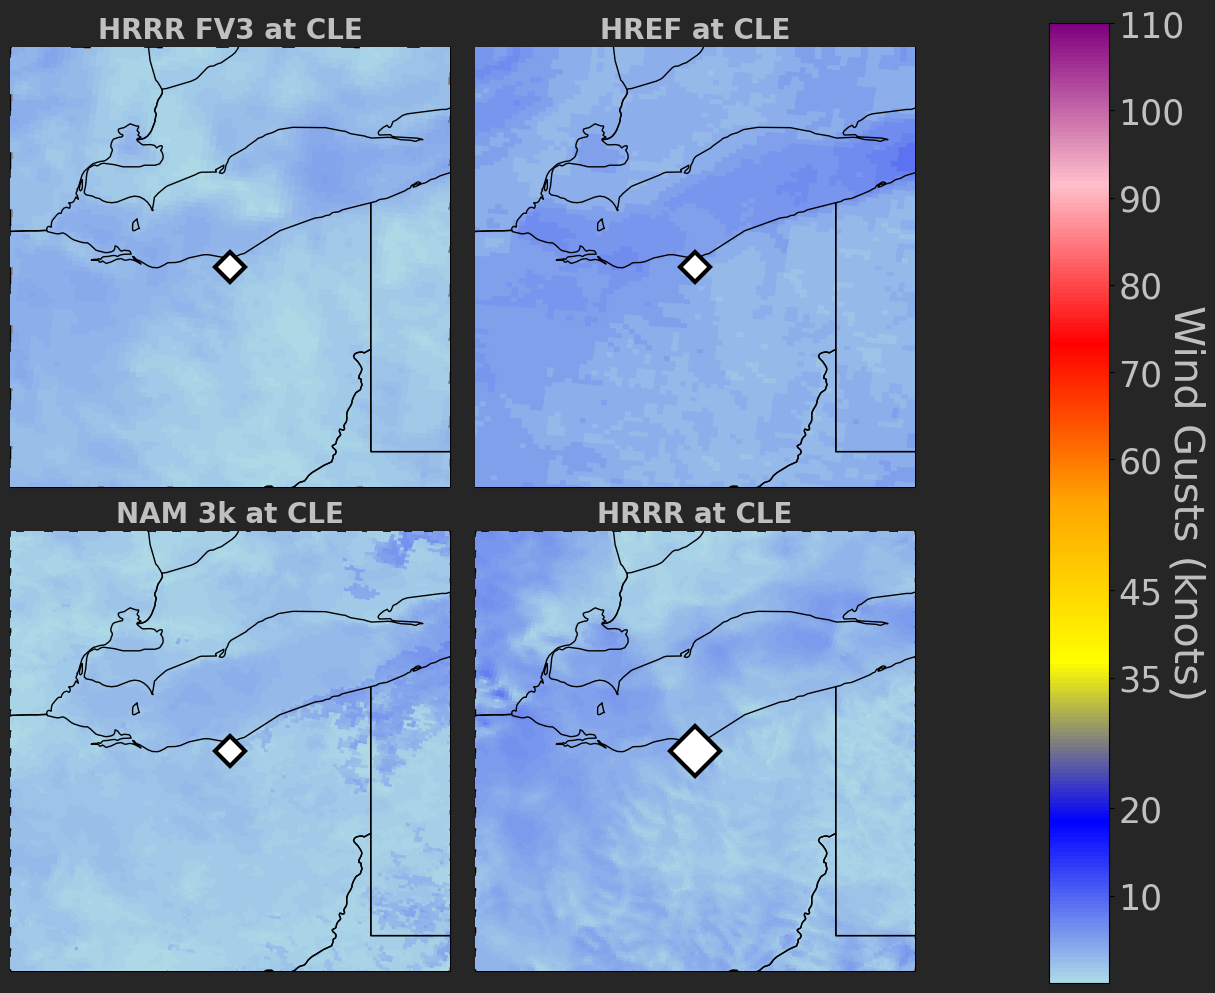 HRRR FV3 at CLE
HREF at CLE
NAM 3k at CLE
HRRR at CLE
110
100
90
80
70
60
45
35
20
10
Wind Gusts (knots)